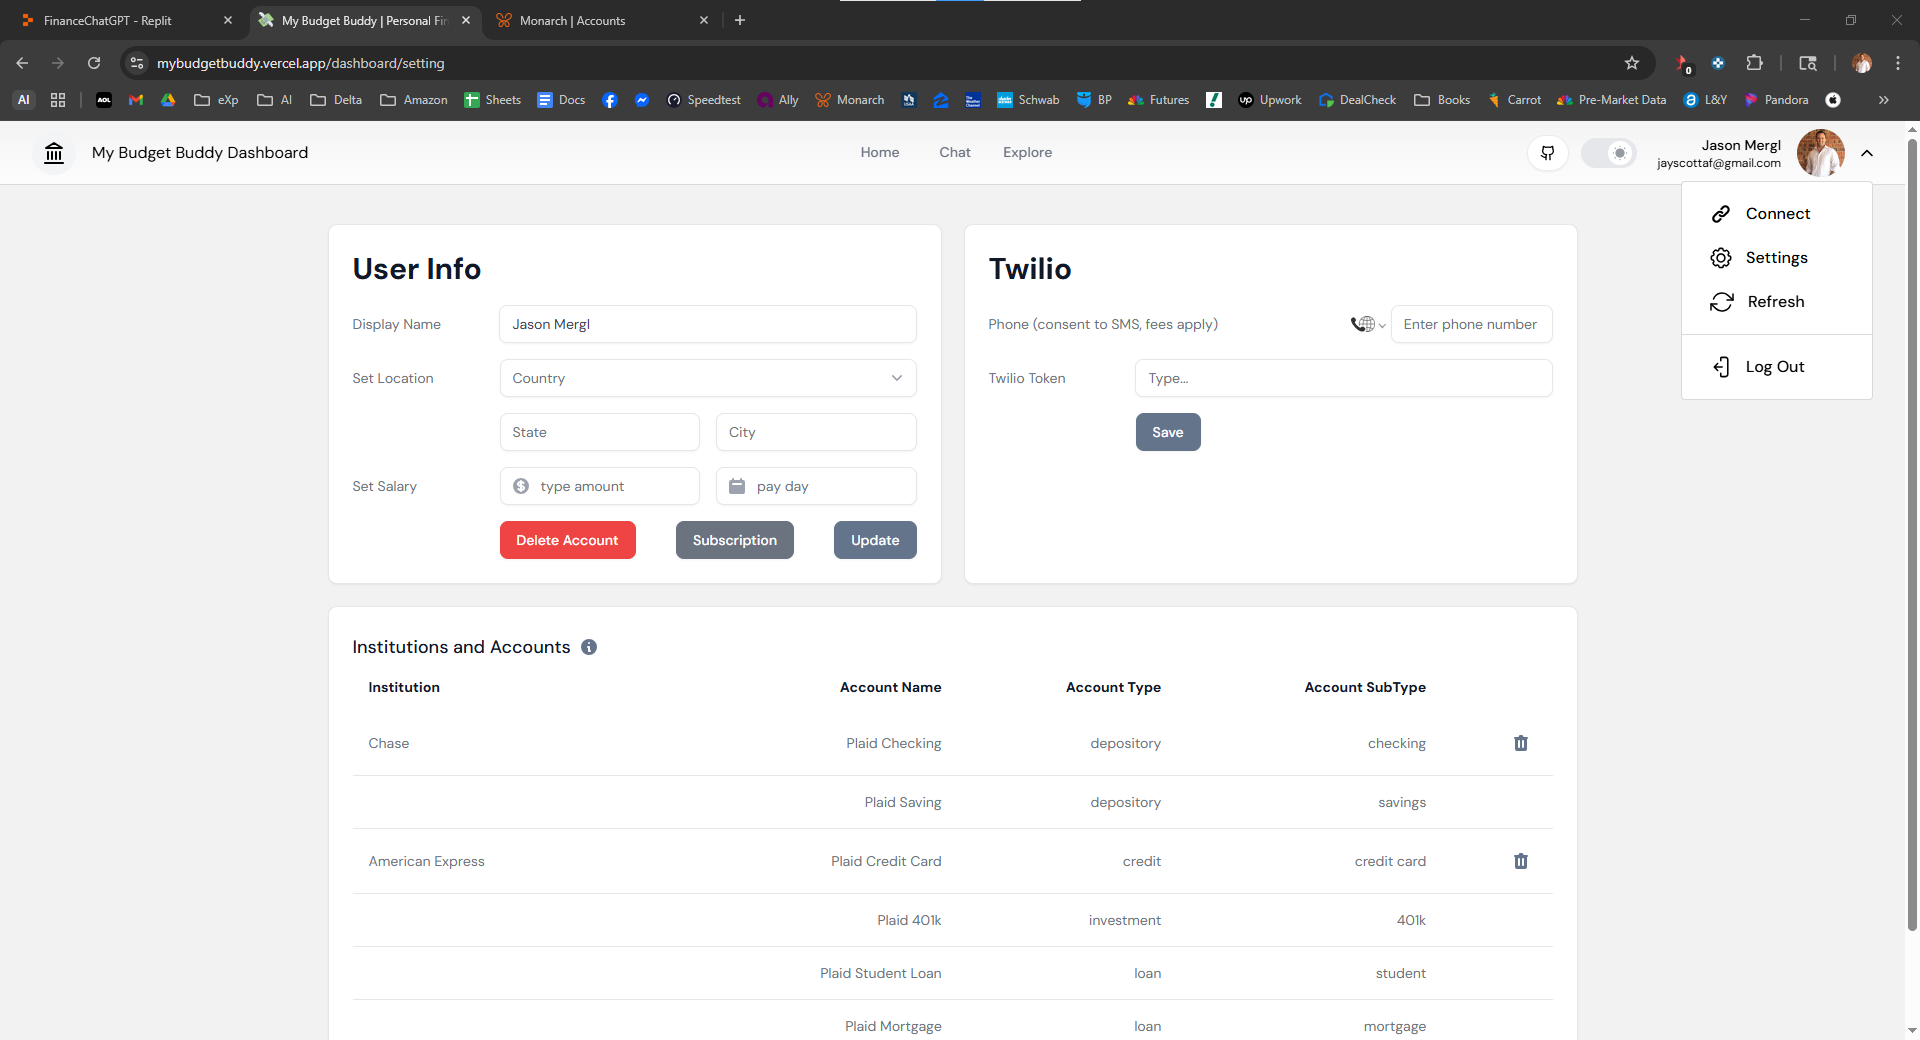 FinanceChatGPT - Replit
My Budget Buddy | Personal Fin
Monarch | Accounts
mybudgetbuddy.vercel.app/dashboard/setting
0
AI
AOL
eXp
AI
Delta
Amazon
Sheets
Docs
Speedtest
Ally
Monarch
Schwab
BP
Futures
up Upwork
DealCheck
Books
Carrot
Pre-Market Data
L&Y
Pandora
My Budget Buddy Dashboard
Home
Chat
Explore
Jason Mergl
jayscottaf@gmail.com
Connect
Settings
Refresh
Log Out
User Info
Display Name
Jason Mergl
Set Location
Country
State
City
Set Salary
type amount
pay day
Delete Account
Subscription
Update
Twilio
Phone (consent to SMS, fees apply)
Enter phone number
Twilio Token
Type...
Save
Institutions and Accounts
Institution Account Name Account Type Account SubType
Chase Plaid Checking depository checking
Plaid Saving depository savings
American Express Plaid Credit Card credit credit card
Plaid 401k investment 401k
Plaid Student Loan loan student
Plaid Mortgage loan mortgage